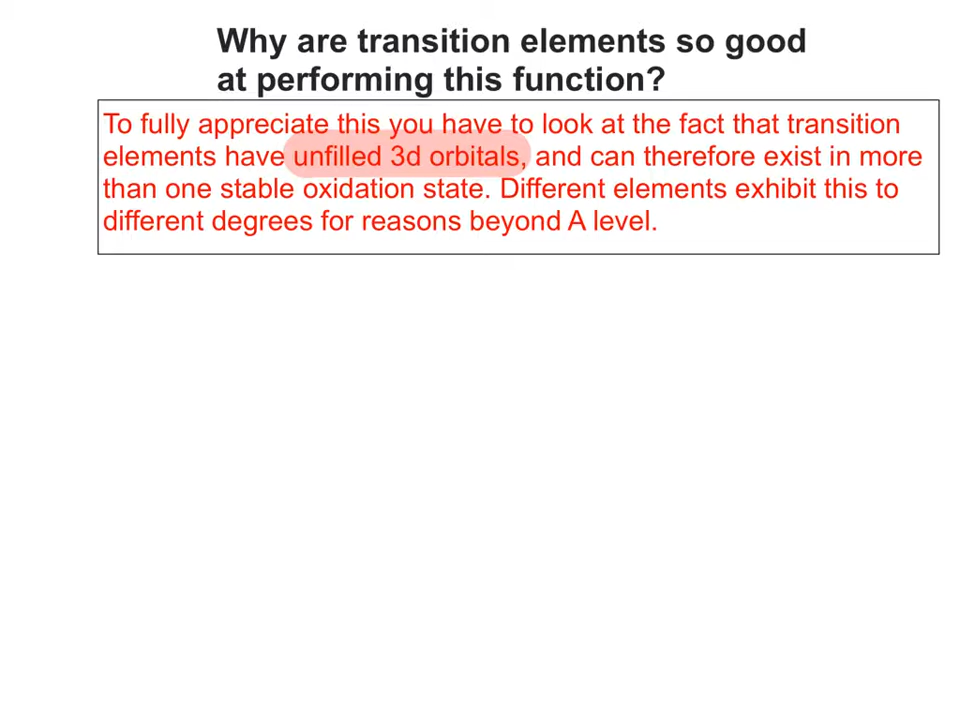 Why are transition elements so good
at performing this function?
To fully appreciate this you have to look at the fact that transition
elements have unfilled 3d orbitals, and can therefore exist in more
than one stable oxidation state. Different elements exhibit this to
different degrees for reasons beyond A level.